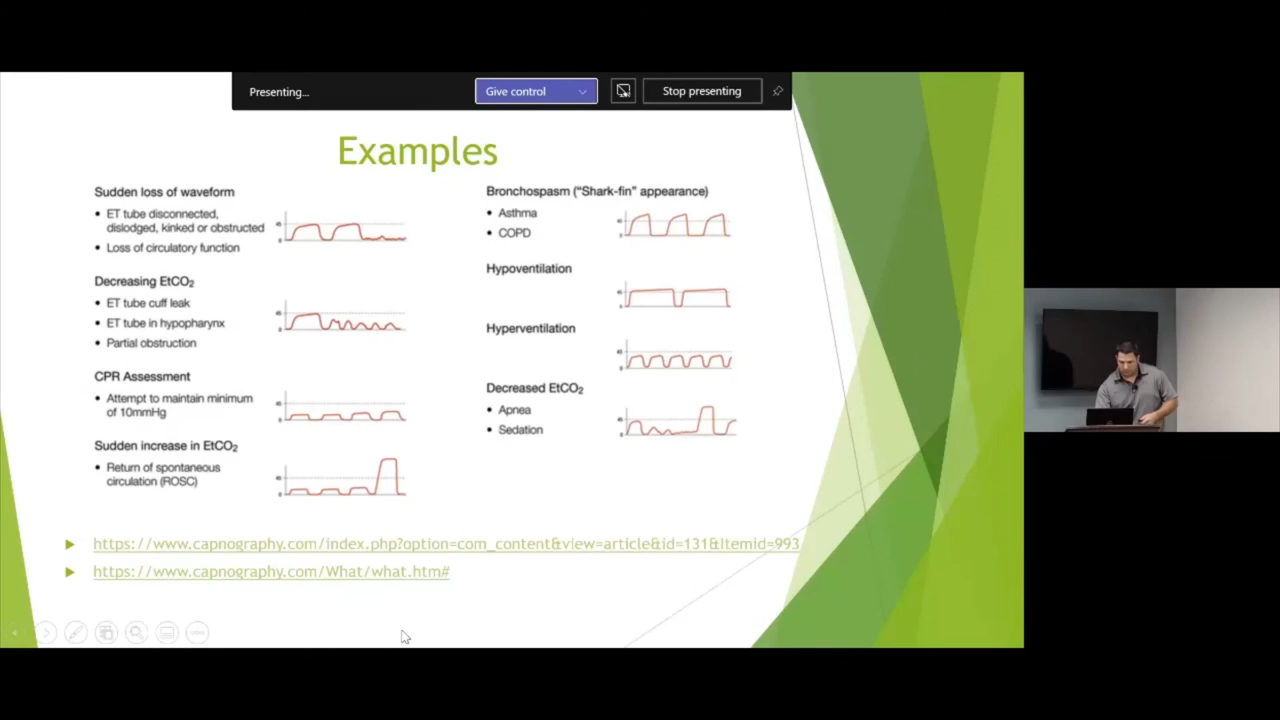 Presenting...
Give control
Stop presenting
Examples
Sudden loss of waveform
• ET tube disconnected,
dislodged, kinked or obstructed
• Loss of circulatory function
Decreasing EtCO₂
• ET tube cuff leak
• ET tube in hypopharynx
• Partial obstruction
CPR Assessment
• Attempt to maintain minimum
of 10mmHg
Sudden increase in EtCO₂
• Return of spontaneous
circulation (ROSC)
Bronchospasm ("Shark-fin" appearance)
• Asthma
• COPD
Hypoventilation
Hyperventilation
Decreased EtCO₂
• Apnea
• Sedation
https://www.capnography.com/index.php?option=com_content&view=article&id=131&Itemid=993
https://www.capnography.com/What/what.htm#